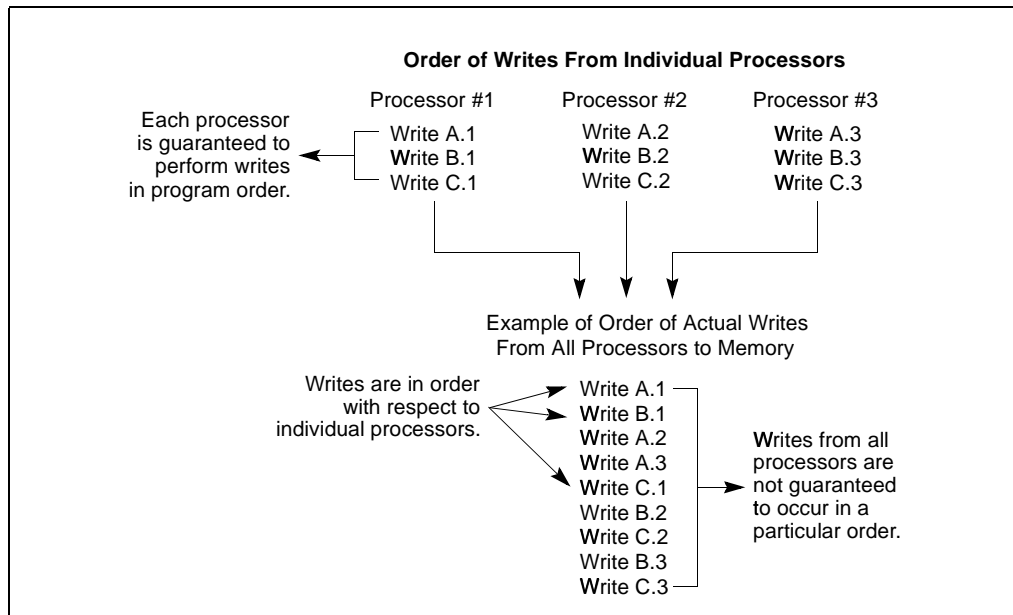 Order of Writes From Individual Processors
Processor #1
Processor #2
Processor #3
Each processor
is guaranteed to
perform writes
in program order.
Write A.1
Write B.1
Write C.1
Write A.2
Write B.2
Write C.2
Write A.3
Write B.3
Write C.3
Example of Order of Actual Writes
From All Processors to Memory
Writes are in order
with respect to
individual processors.
Write A.1
Write B.1
Write A.2
Write A.3
Write C.1
Write B.2
Write C.2
Write B.3
Write C.3
Writes from all
processors are
not guaranteed
to occur in a
particular order.